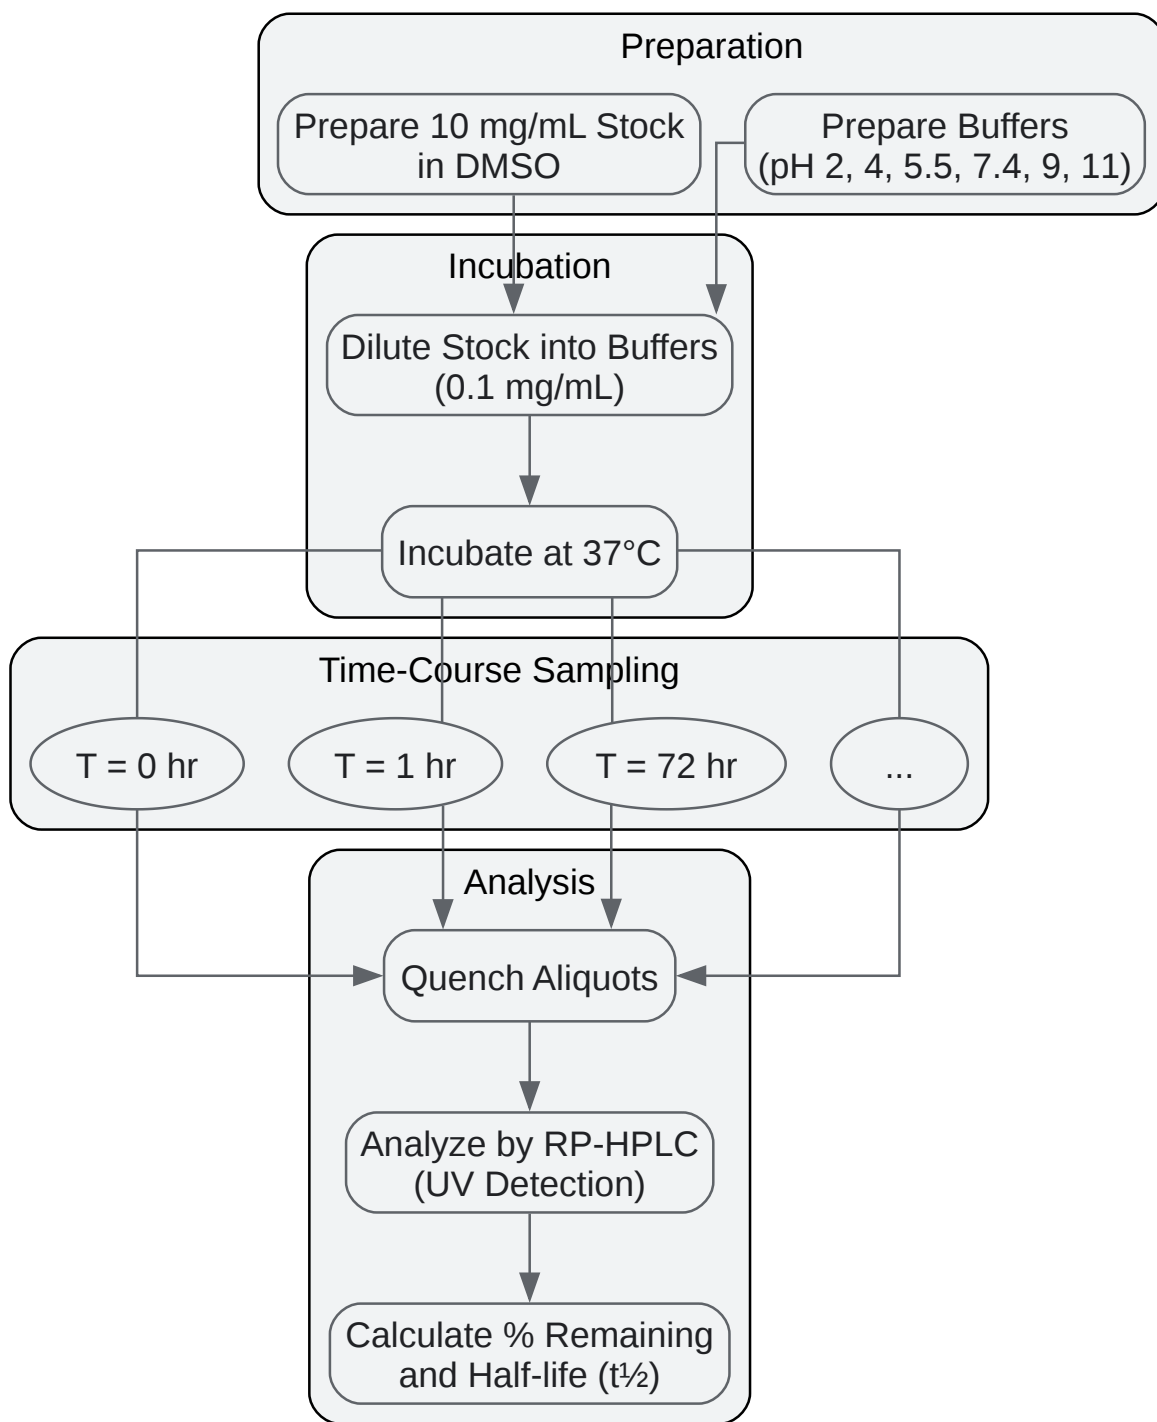 Preparation
Prepare 10 mg/mL Stock
in DMSO
Prepare Buffers
(pH 2, 4, 5.5, 7.4, 9, 11)
Incubation
Dilute Stock into Buffers
(0.1 mg/mL)
Incubate at 37°C
Time-Course Sampling
T = 0 hr
T = 1 hr
T = 72 hr
...
Analysis
Quench Aliquots
Analyze by RP-HPLC
(UV Detection)
Calculate % Remaining
and Half-life (t½)